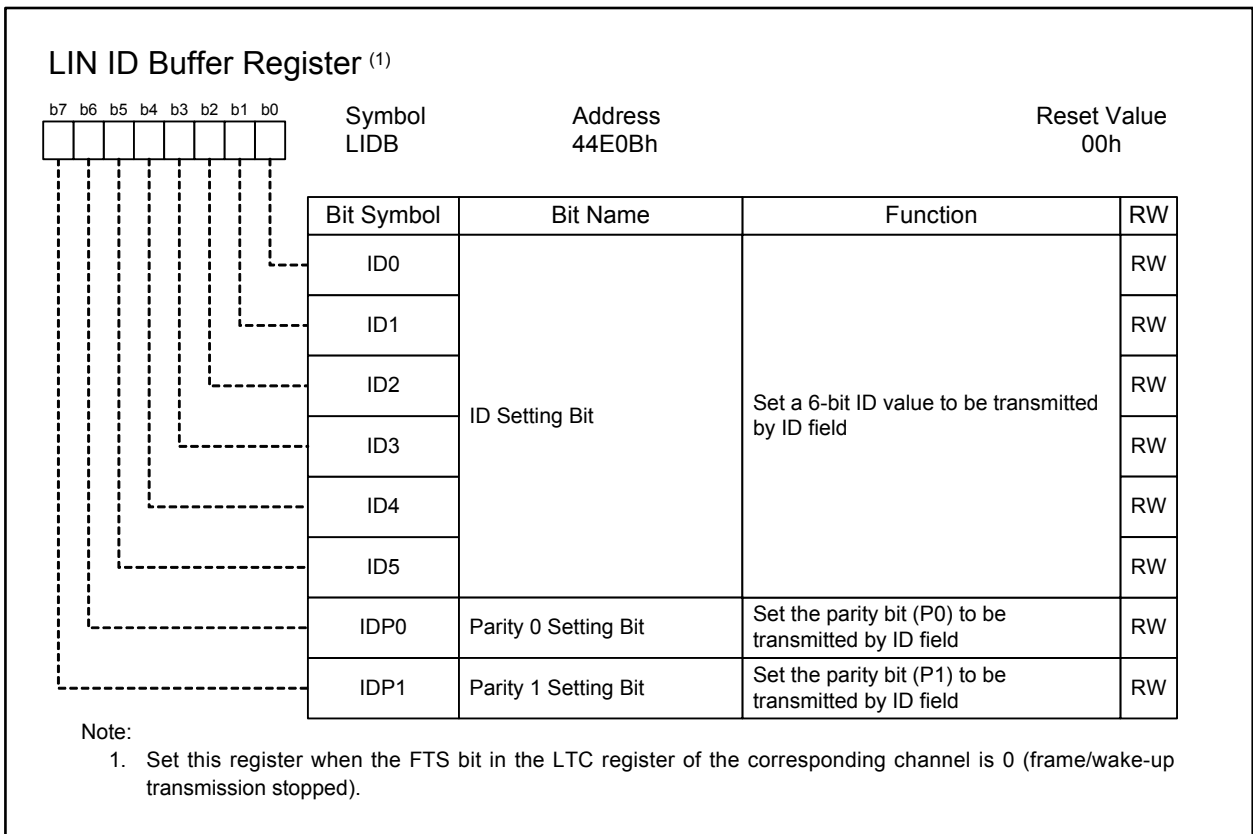 LIN ID Buffer Register (1)
b7 b6 b5 b4 b3 b2 b1 b0
Symbol Address Reset Value
LIDB 44E0Bh 00h
Bit Symbol Bit Name Function RW
ID0 RW
ID1 RW
ID2 RW
ID Setting Bit
Set a 6-bit ID value to be transmitted
by ID field
ID3 RW
ID4 RW
ID5 RW
IDP0 Parity 0 Setting Bit Set the parity bit (P0) to be
transmitted by ID field RW
IDP1 Parity 1 Setting Bit Set the parity bit (P1) to be
transmitted by ID field RW
Note:
1. Set this register when the FTS bit in the LTC register of the corresponding channel is 0 (frame/wake-up
transmission stopped).